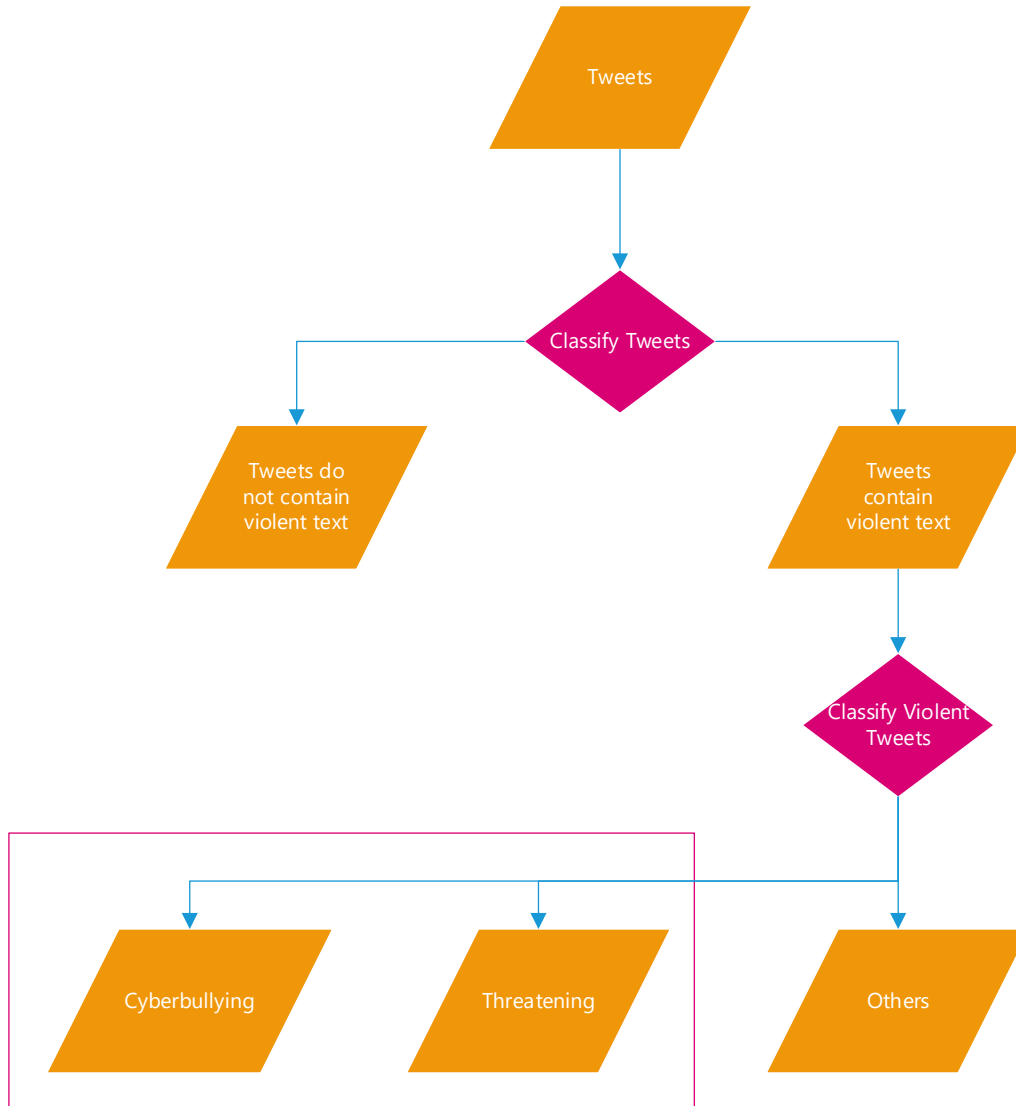 Tweets
Classify Tweets
Tweets do
not contain
violent text
Tweets
contain
violent text
Classify Violent
Tweets
Cyberbullying
Threatening
Others